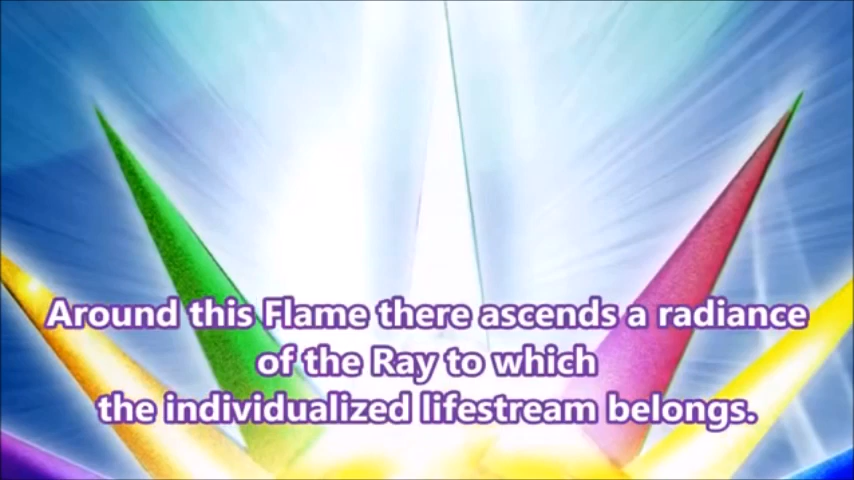 Around this Flame there ascends a radiance
of the Ray to which
the individualized lifestream belongs.